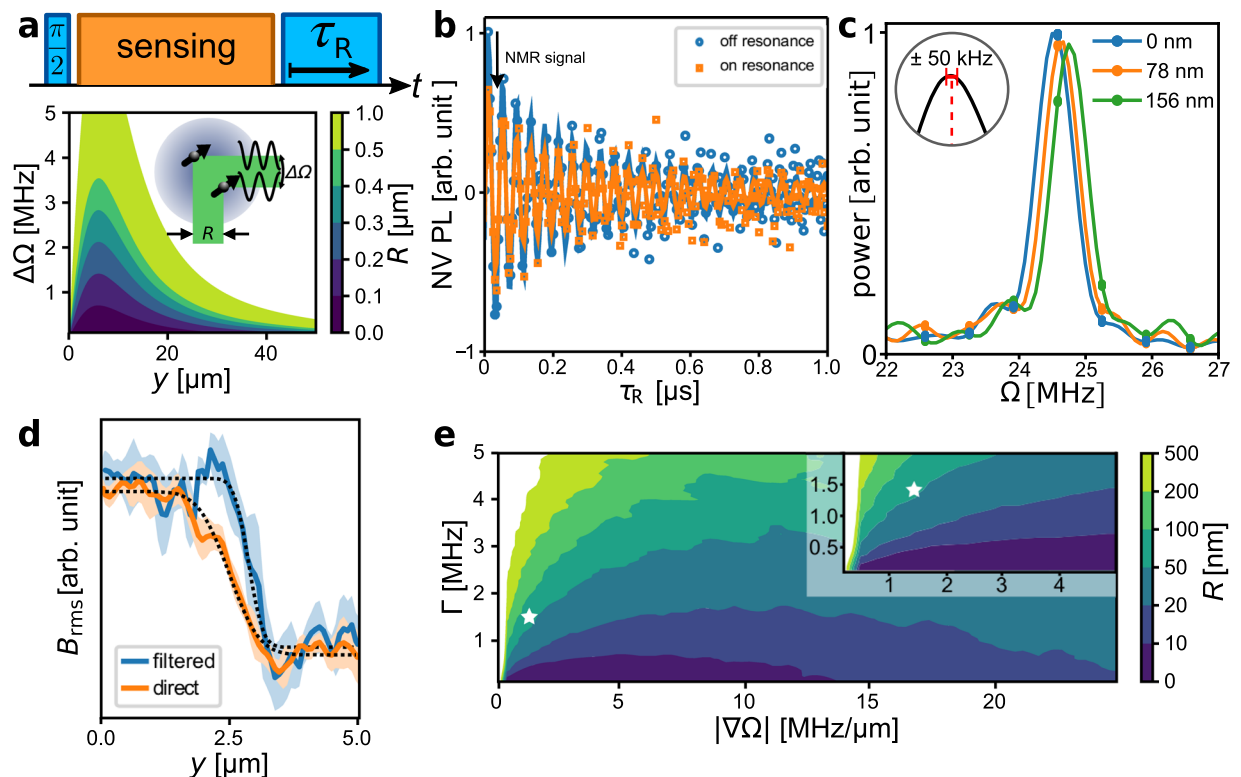 a
π/2
sensing
τR
t
5
4
3
2
1
ΔΩ [MHz]
0
20
40
y [μm]
R
ΔΩ
1.0
0.5
0.4
0.3
0.2
0.1
0.0
R [μm]
b
NMR signal
off resonance
on resonance
1
0
−1
NV PL [arb. unit]
0
0.2
0.4
0.6
0.8
1.0
τR [μs]
c
± 50 kHz
0 nm
78 nm
156 nm
1
0
power [arb. unit]
22
23
24
25
26
27
Ω [MHz]
d
Brms [arb. unit]
filtered
direct
0.0
2.5
5.0
y [μm]
e
5
4
3
2
1
Γ [MHz]
0
5
10
15
20
|∇Ω| [MHz/μm]
1.5
1.0
0.5
1
2
3
4
500
200
100
50
20
10
0
R [nm]